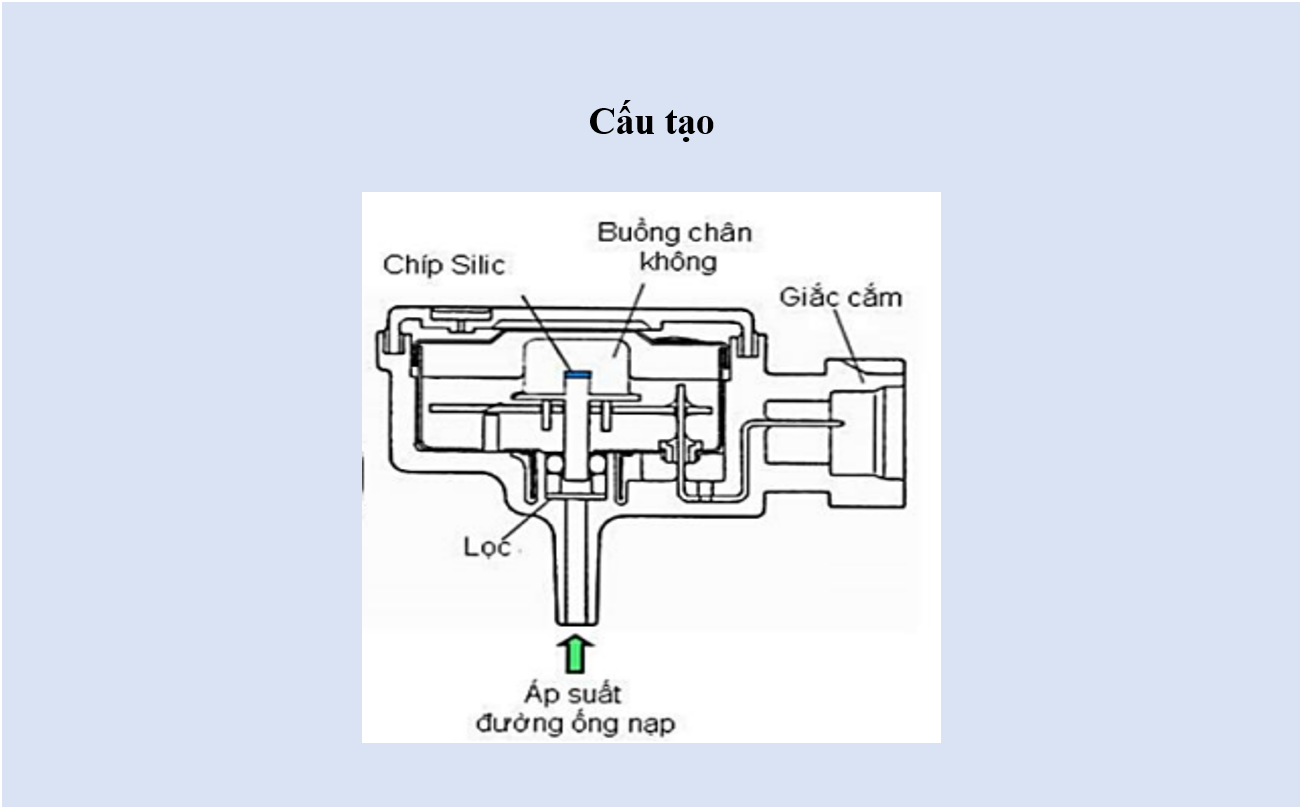 Cấu tạo
Buồng chân
không
Chíp Silic
Giắc cắm
Lọc
Áp suất
đường ống nạp